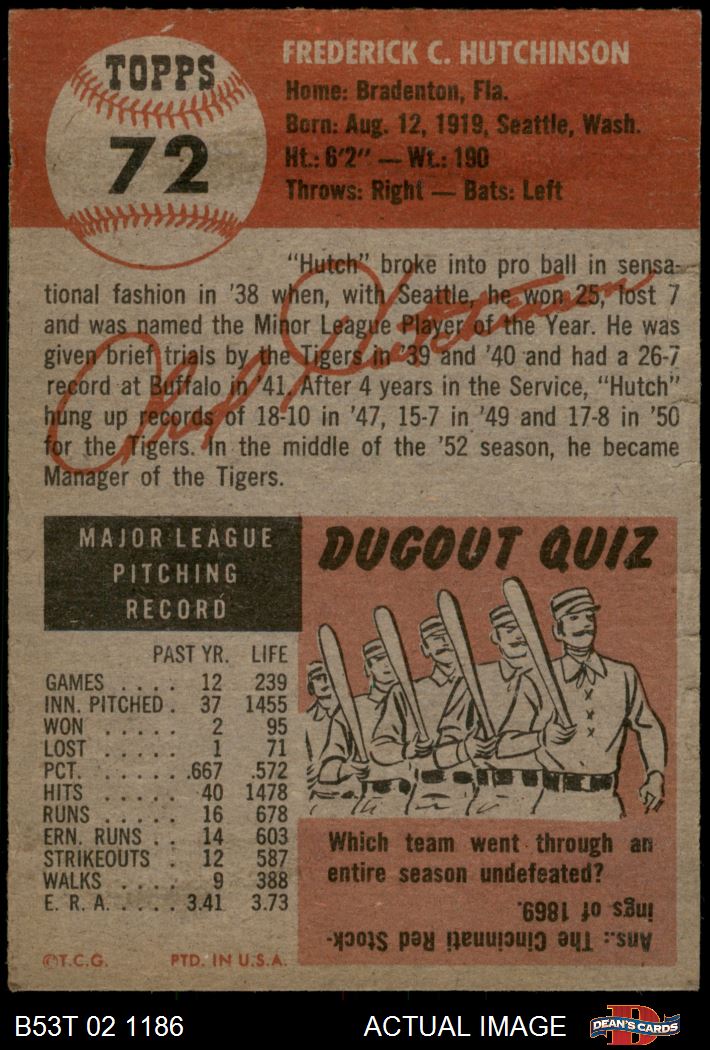 TOPPS
72
FREDERICK C. HUTCHINSON
Home: Bradenton, Fla.
Born: Aug. 12, 1919, Seattle, Wash.
Ht.: 6'2" — Wt.: 190
Throws: Right — Bats: Left
"Hutch" broke into pro ball in sensa-
tional fashion in '38 when, with Seattle, he won 25, lost 7
and was named the Minor League Player of the Year. He was
given brief trials by the Tigers in '39 and '40 and had a 26-7
record at Buffalo in '41. After 4 years in the Service, "Hutch"
hung up records of 18-10 in '47, 15-7 in '49 and 17-8 in '50
for the Tigers. In the middle of the '52 season, he became
Manager of the Tigers.
Fred Hutchinson
MAJOR LEAGUE
PITCHING
RECORD
PAST YR. LIFE
GAMES . . . . 12 239
INN. PITCHED . 37 1455
WON . . . . . 2 95
LOST . . . . . 1 71
PCT. . . . . . .667 .572
HITS . . . . . 40 1478
RUNS . . . . . 16 678
ERN. RUNS . . 14 603
STRIKEOUTS . 12 587
WALKS . . . . 9 388
E. R. A. . . . . 3.41 3.73
©T.C.G. PTD. IN U.S.A.
DUGOUT QUIZ
Which team went through an
entire season undefeated?
Ans.: The Cincinnati Red Stock-
ings of 1869.
B53T 02 1186
ACTUAL IMAGE
D
DEAN'S CARDS